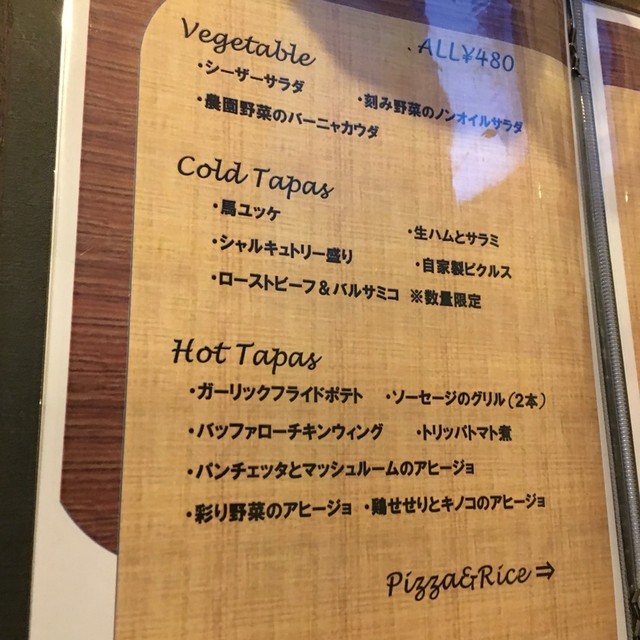 Vegetable ALL¥480
・シーザーサラダ ・刻み野菜のノンオイルサラダ
・農園野菜のバーニャカウダ
Cold Tapas
・馬ユッケ ・生ハムとサラミ
・シャルキュトリー盛り ・自家製ピクルス
・ローストビーフ&バルサミコ ※数量限定
Hot Tapas
・ガーリックフライドポテト ・ソーセージのグリル(2本)
・バッファローチキンウィング ・トリッパトマト煮
・パンチェッタとマッシュルームのアヒージョ
・彩り野菜のアヒージョ ・鶏せせりとキノコのアヒージョ
Pizza&Rice⇒